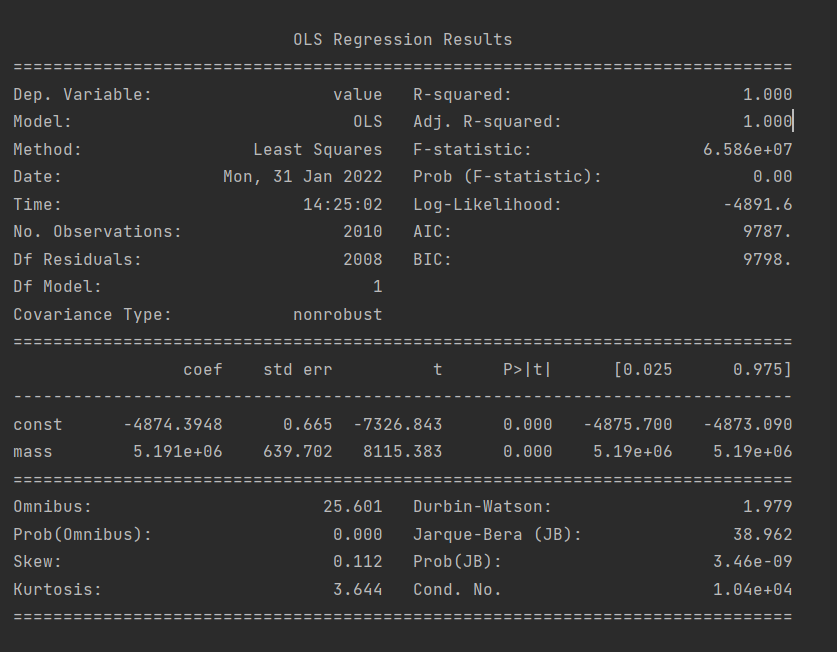 OLS Regression Results
==============================================================================
Dep. Variable:                  value   R-squared:                       1.000
Model:                            OLS   Adj. R-squared:                  1.000
Method:                 Least Squares   F-statistic:                 6.586e+07
Date:                Mon, 31 Jan 2022   Prob (F-statistic):               0.00
Time:                        14:25:02   Log-Likelihood:                -4891.6
No. Observations:                2010   AIC:                             9787.
Df Residuals:                    2008   BIC:                             9798.
Df Model:                           1
Covariance Type:            nonrobust
==============================================================================
                 coef    std err          t      P>|t|      [0.025      0.975]
------------------------------------------------------------------------------
const      -4874.3948      0.665  -7326.843      0.000   -4875.700   -4873.090
mass        5.191e+06    639.702   8115.383      0.000    5.19e+06    5.19e+06
==============================================================================
Omnibus:                       25.601   Durbin-Watson:                   1.979
Prob(Omnibus):                  0.000   Jarque-Bera (JB):               38.962
Skew:                           0.112   Prob(JB):                     3.46e-09
Kurtosis:                       3.644   Cond. No.                     1.04e+04
==============================================================================